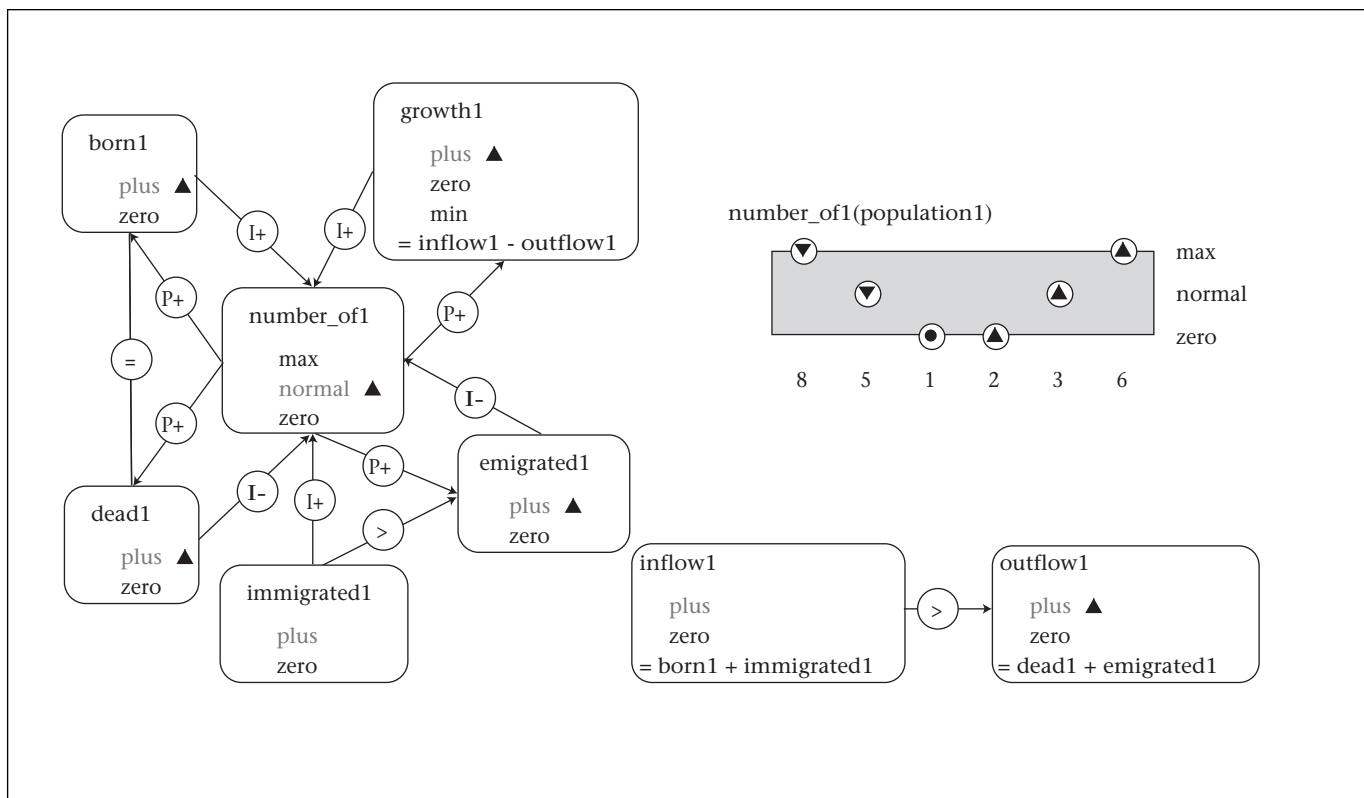 growth1
plus ▲
zero
min
= inflow1 - outflow1
born1
plus ▲
zero
I+
I+
P+
P+
=
number_of1
max
normal ▲
zero
P+
I-
P+
I-
I+
>
emigrated1
plus ▲
zero
dead1
plus ▲
zero
immigrated1
plus
zero
number_of1(population1)
max
normal
zero
8 5 1 2 3 6
inflow1
plus
zero
= born1 + immigrated1
>
outflow1
plus ▲
zero
= dead1 + emigrated1